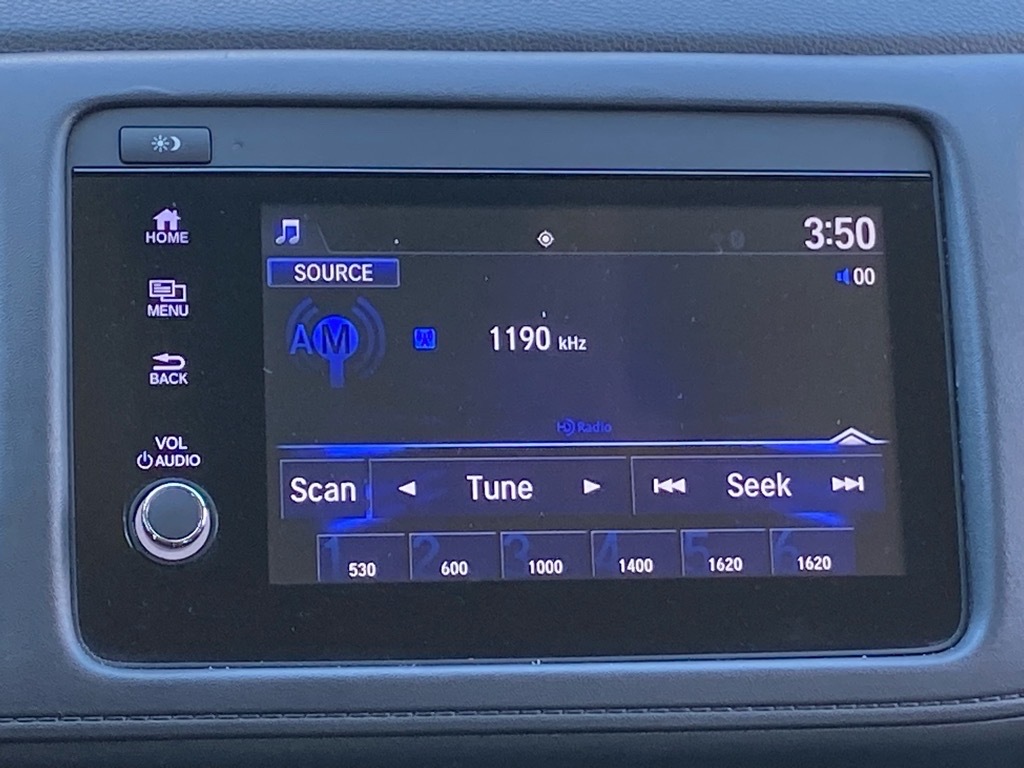 HOME
MENU
BACK
VOL
AUDIO
3:50
SOURCE
00
AM
1190 kHz
HD Radio
Scan
Tune
Seek
1 530
2 600
3 1000
4 1400
5 1620
6 1620